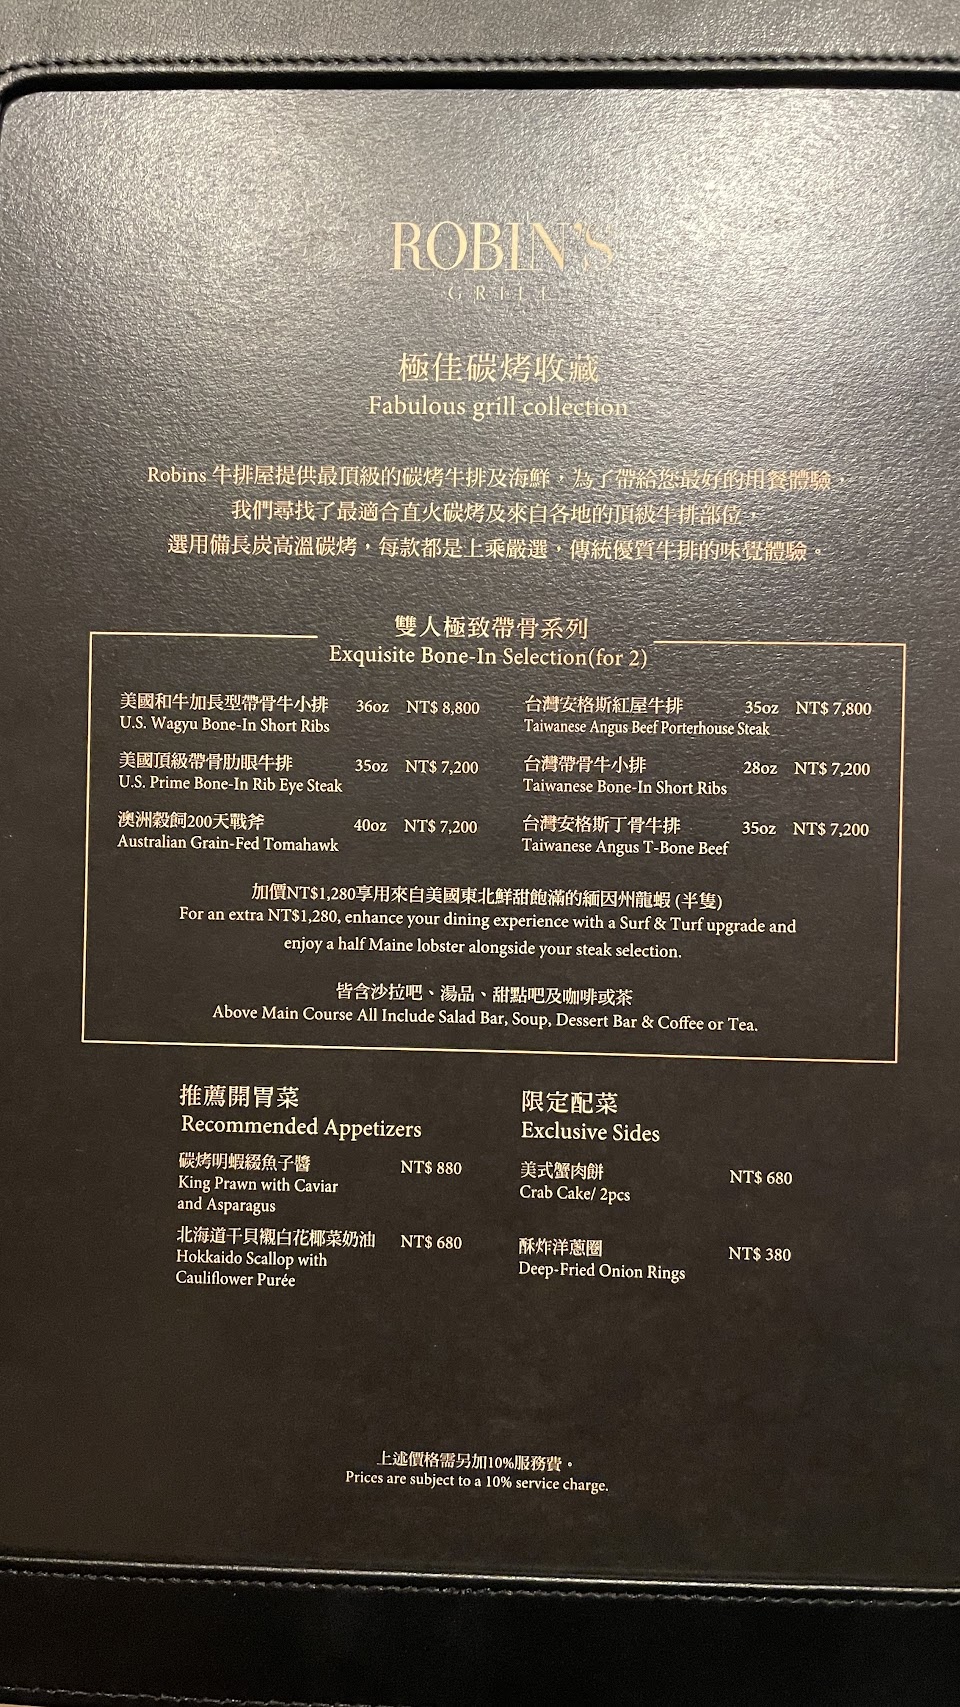 ROBIN'S
GRILL
極佳碳烤收藏
Fabulous grill collection
Robins 牛排屋提供最頂級的碳烤牛排及海鮮，為了帶給您最好的用餐體驗，
我們尋找了最適合直火碳烤及來自各地的頂級牛排部位，
選用備長炭高溫碳烤，每款都是上乘嚴選，傳統優質牛排的味覺體驗。
雙人極致帶骨系列
Exquisite Bone-In Selection(for 2)
美國和牛加長型帶骨牛小排 36oz NT$ 8,800
U.S. Wagyu Bone-In Short Ribs
美國頂級帶骨肋眼牛排 35oz NT$ 7,200
U.S. Prime Bone-In Rib Eye Steak
澳洲穀飼200天戰斧 40oz NT$ 7,200
Australian Grain-Fed Tomahawk
台灣安格斯紅屋牛排 35oz NT$ 7,800
Taiwanese Angus Beef Porterhouse Steak
台灣帶骨牛小排 28oz NT$ 7,200
Taiwanese Bone-In Short Ribs
台灣安格斯丁骨牛排 35oz NT$ 7,200
Taiwanese Angus T-Bone Beef
加價NT$1,280享用來自美國東北鮮甜飽滿的緬因州龍蝦 (半隻)
For an extra NT$1,280, enhance your dining experience with a Surf & Turf upgrade and
enjoy a half Maine lobster alongside your steak selection.
皆含沙拉吧、湯品、甜點吧及咖啡或茶
Above Main Course All Include Salad Bar, Soup, Dessert Bar & Coffee or Tea.
推薦開胃菜
Recommended Appetizers
碳烤明蝦綴魚子醬 NT$ 880
King Prawn with Caviar
and Asparagus
北海道干貝襯白花椰菜奶油 NT$ 680
Hokkaido Scallop with
Cauliflower Purée
限定配菜
Exclusive Sides
美式蟹肉餅 NT$ 680
Crab Cake/ 2pcs
酥炸洋蔥圈 NT$ 380
Deep-Fried Onion Rings
上述價格需另加10%服務費。
Prices are subject to a 10% service charge.